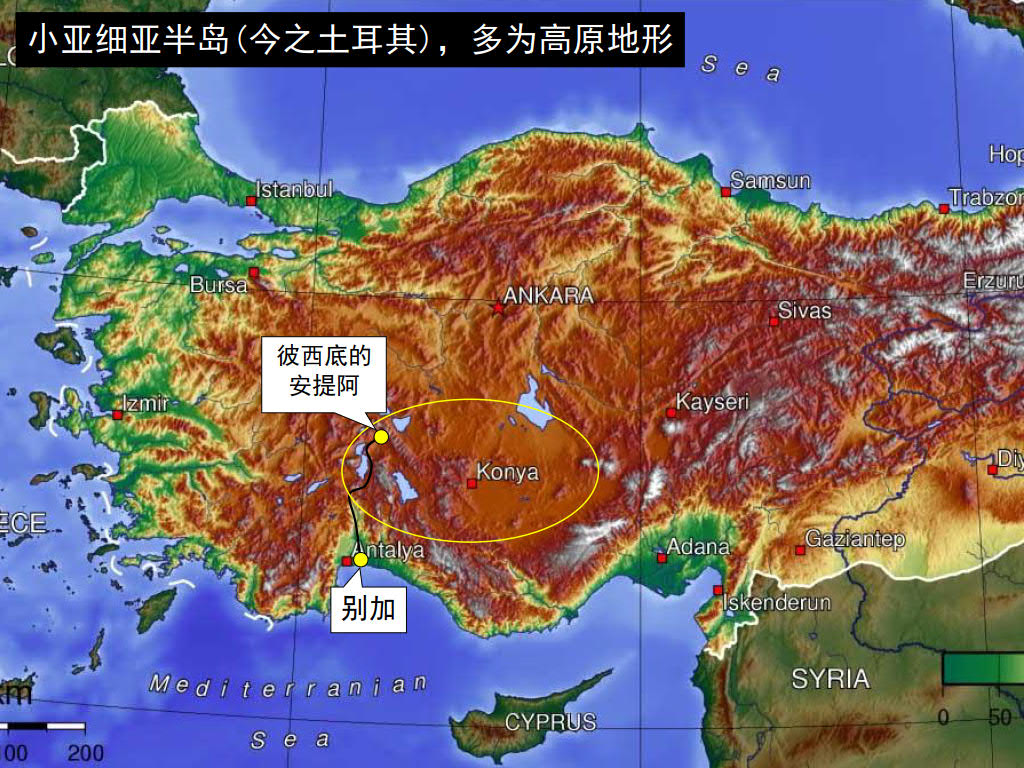 小亚细亚半岛(今之土耳其)，多为高原地形
Sea
Istanbul
Samsun
Hop
Trabzon
Bursa
ANKARA
Erzuru
Sivas
彼西底的
安提阿
Izmir
Kayseri
Konya
Diy
ECE
Antalya
Adana
Gaziantep
别加
Iskenderun
SYRIA
Mediterranean
Sea
CYPRUS
km
100 200
0 50